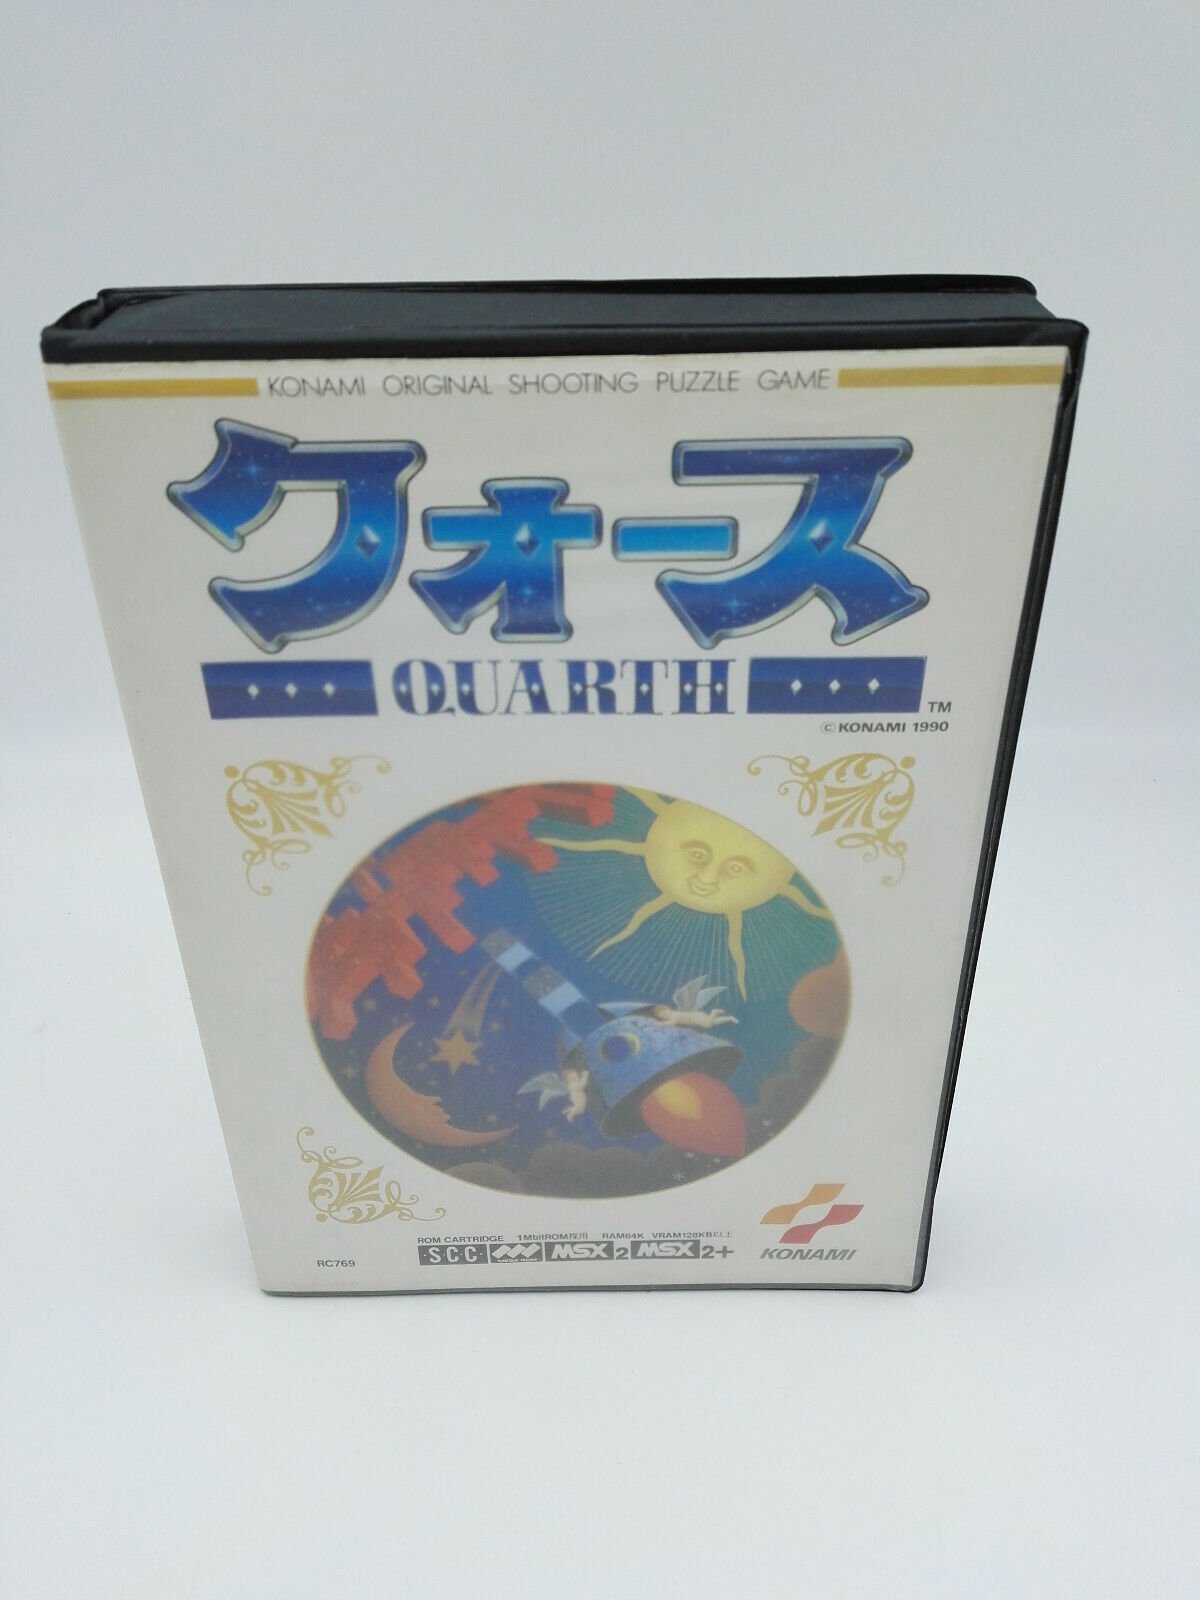 KONAMI ORIGINAL SHOOTING PUZZLE GAME
クォース
QUARTH
TM
© KONAMI 1990
ROM CARTRIDGE 1MbitROM採用 RAM64K VRAM128KB以上
SCC MEGA ROM MSX 2 MSX 2+
KONAMI
RC769